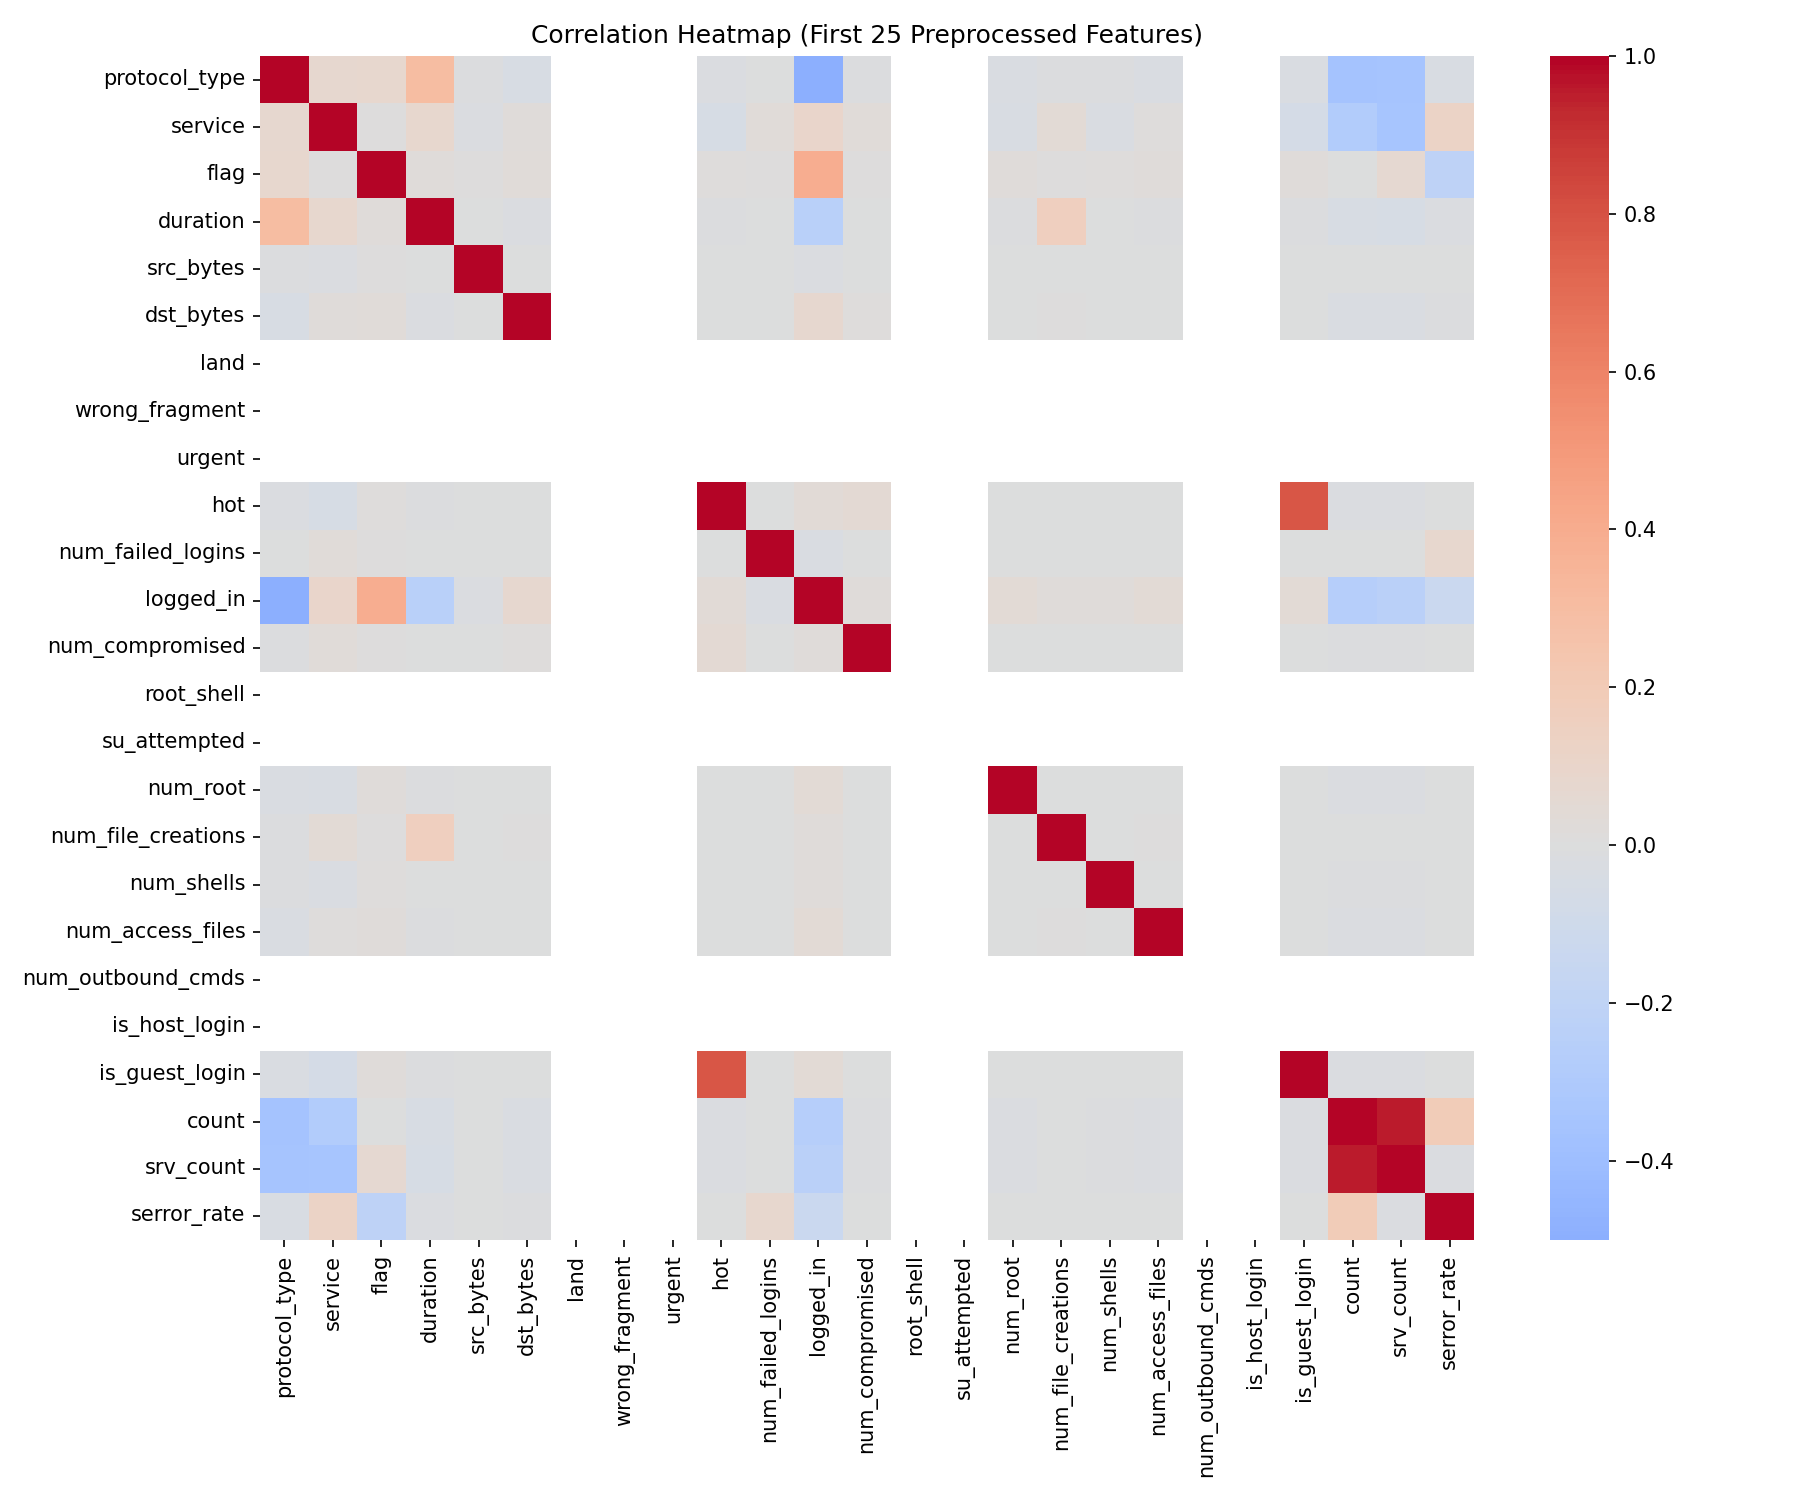 Correlation Heatmap (First 25 Preprocessed Features)
protocol_type
service
flag
duration
src_bytes
dst_bytes
land
wrong_fragment
urgent
hot
num_failed_logins
logged_in
num_compromised
root_shell
su_attempted
num_root
num_file_creations
num_shells
num_access_files
num_outbound_cmds
is_host_login
is_guest_login
count
srv_count
serror_rate
protocol_type
service
flag
duration
src_bytes
dst_bytes
land
wrong_fragment
urgent
hot
num_failed_logins
logged_in
num_compromised
root_shell
su_attempted
num_root
num_file_creations
num_shells
num_access_files
num_outbound_cmds
is_host_login
is_guest_login
count
srv_count
serror_rate
1.0
0.8
0.6
0.4
0.2
0.0
−0.2
−0.4